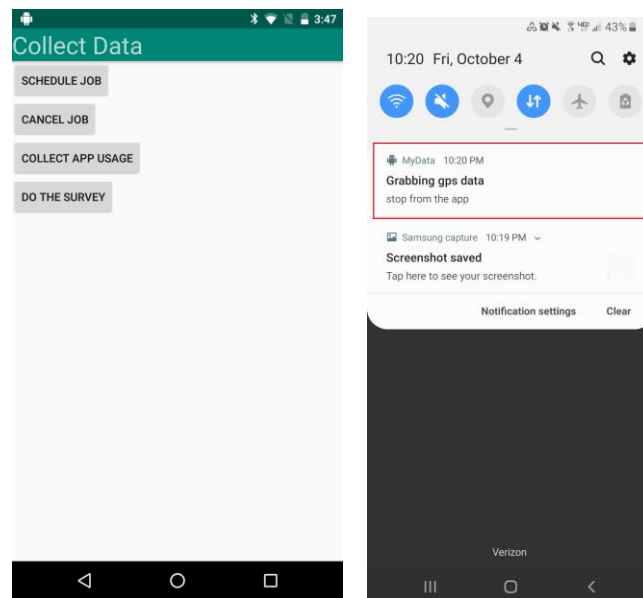 3:47
Collect Data
SCHEDULE JOB
CANCEL JOB
COLLECT APP USAGE
DO THE SURVEY
43%
10:20 Fri, October 4
MyData 10:20 PM
Grabbing gps data
stop from the app
Samsung capture 10:19 PM
Screenshot saved
Tap here to see your screenshot.
Notification settings Clear
Verizon